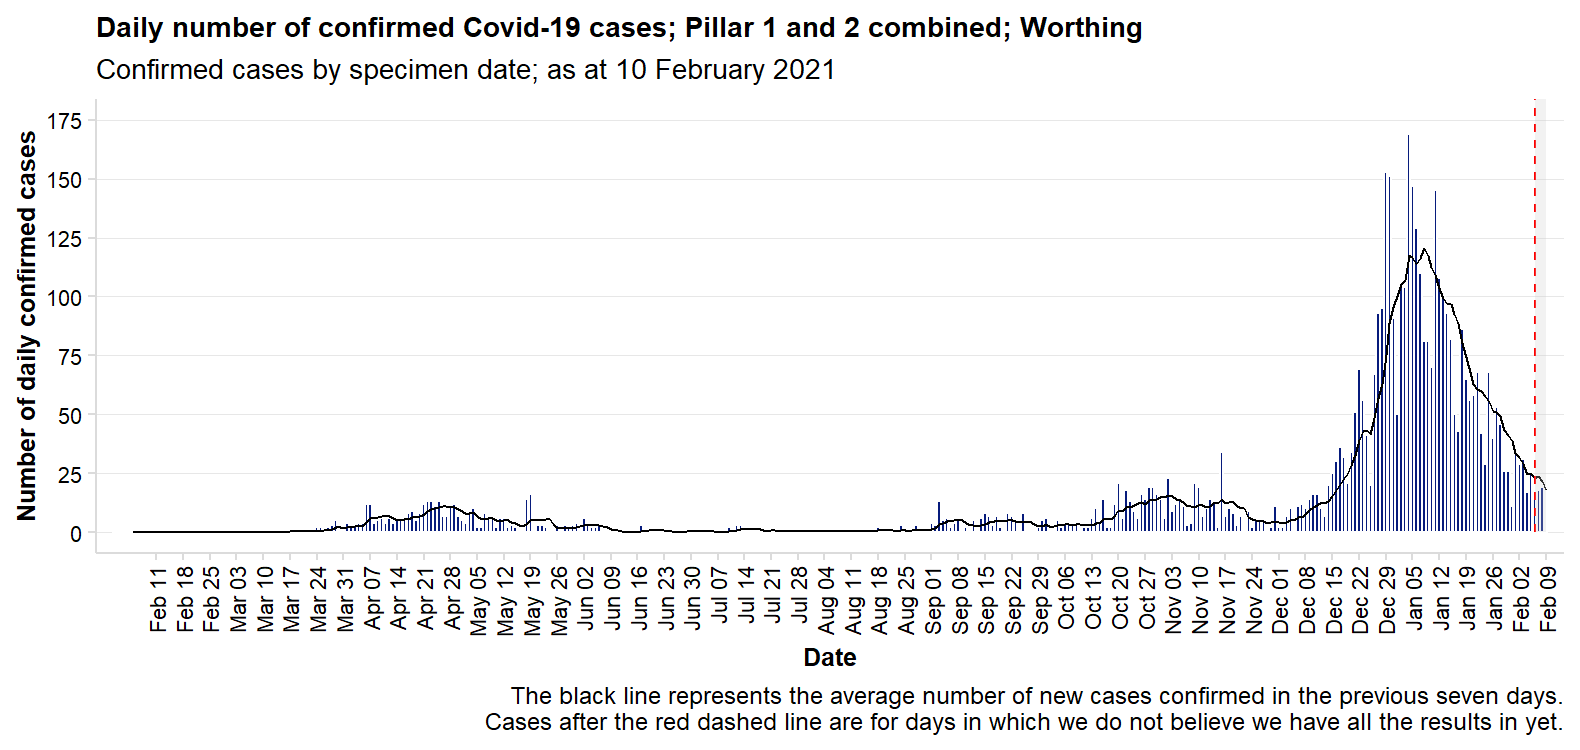 Daily number of confirmed Covid-19 cases; Pillar 1 and 2 combined; Worthing
Confirmed cases by specimen date; as at 10 February 2021
Number of daily confirmed cases
175
150
125
100
75
50
25
0
Feb 11
Feb 18
Feb 25
Mar 03
Mar 10
Mar 17
Mar 24
Mar 31
Apr 07
Apr 14
Apr 21
Apr 28
May 05
May 12
May 19
May 26
Jun 02
Jun 09
Jun 16
Jun 23
Jun 30
Jul 07
Jul 14
Jul 21
Jul 28
Aug 04
Aug 11
Aug 18
Aug 25
Sep 01
Sep 08
Sep 15
Sep 22
Sep 29
Oct 06
Oct 13
Oct 20
Oct 27
Nov 03
Nov 10
Nov 17
Nov 24
Dec 01
Dec 08
Dec 15
Dec 22
Dec 29
Jan 05
Jan 12
Jan 19
Jan 26
Feb 02
Feb 09
Date
The black line represents the average number of new cases confirmed in the previous seven days.
Cases after the red dashed line are for days in which we do not believe we have all the results in yet.